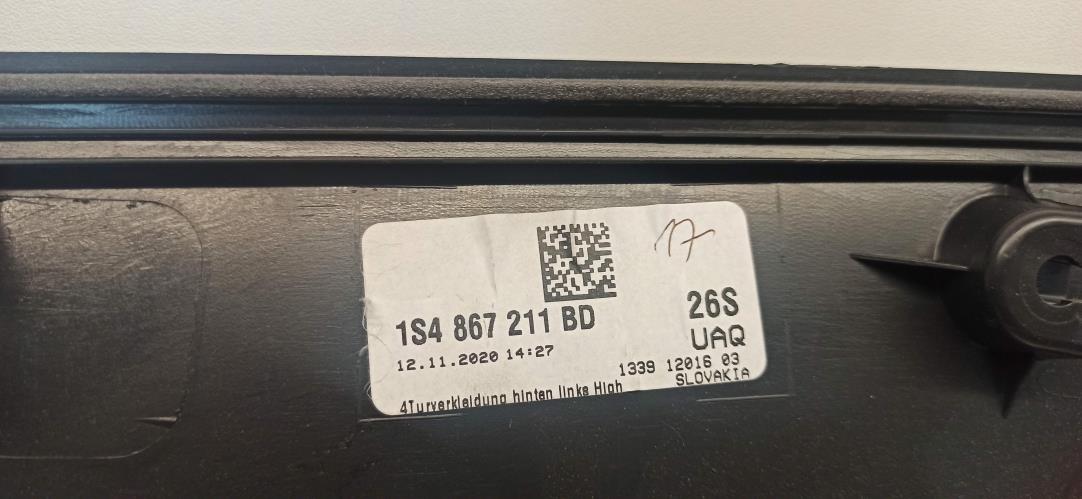 17
1S4 867 211 BD
26S
UAQ
12.11.2020 14:27
1339 12016 03
SLOVAKIA
4Turverkleidung hinten links High